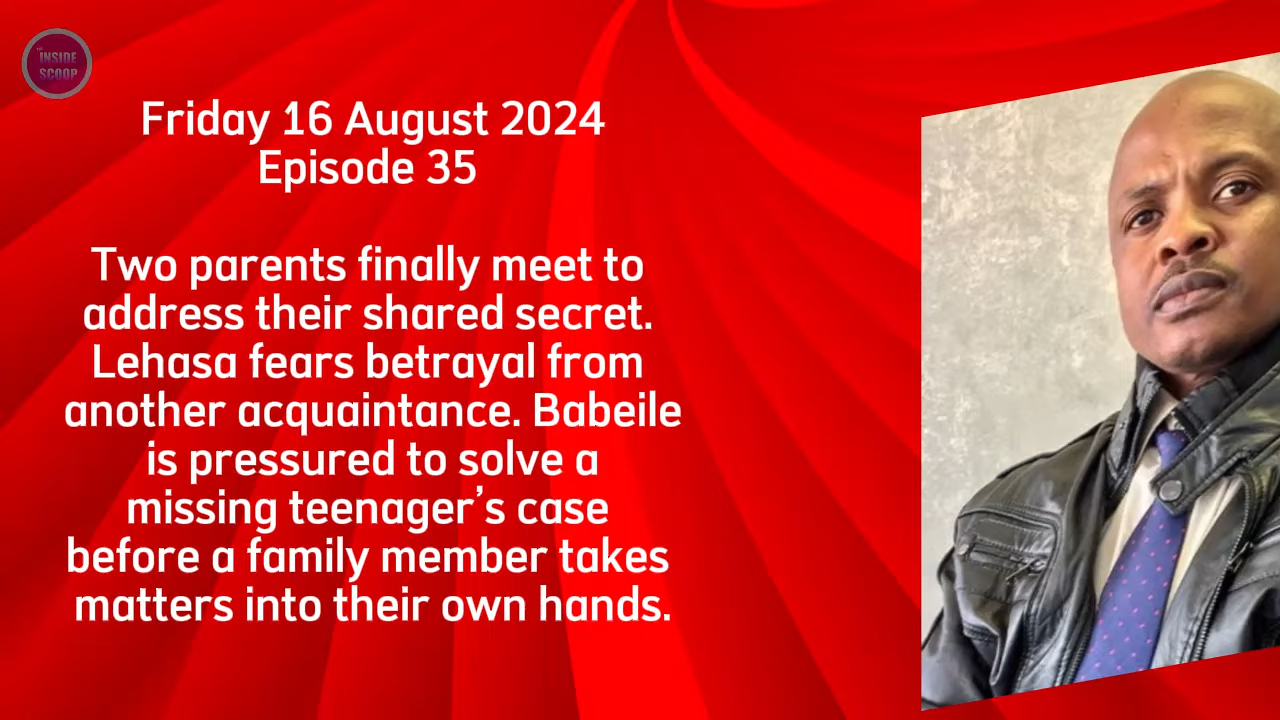 THE
INSIDE
SCOOP
Friday 16 August 2024
Episode 35
Two parents finally meet to
address their shared secret.
Lehasa fears betrayal from
another acquaintance. Babeile
is pressured to solve a
missing teenager’s case
before a family member takes
matters into their own hands.